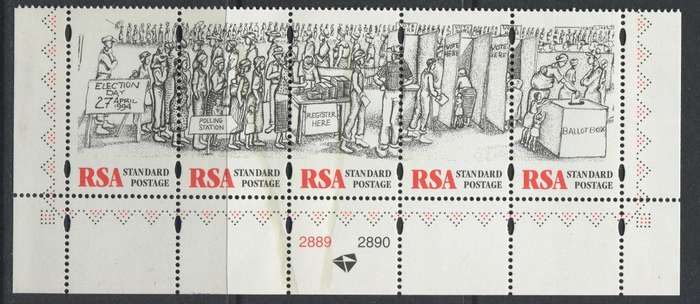 ELECTION
DAY
27 APRIL
1994
POLLING
STATION
REGISTER
HERE
VOTE
HERE
VOTE
HERE
BALLOT BOX
RSA STANDARD
POSTAGE
RSA STANDARD
POSTAGE
RSA STANDARD
POSTAGE
RSA STANDARD
POSTAGE
RSA STANDARD
POSTAGE
2889 2890